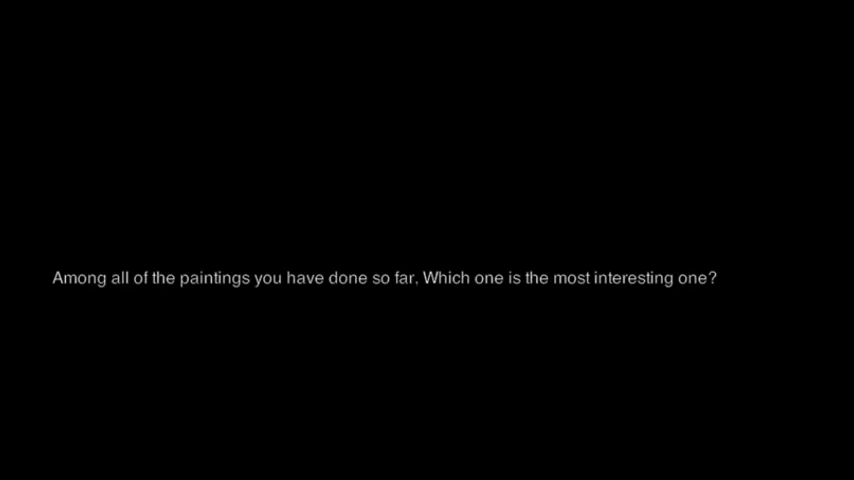 Among all of the paintings you have done so far, Which one is the most interesting one?